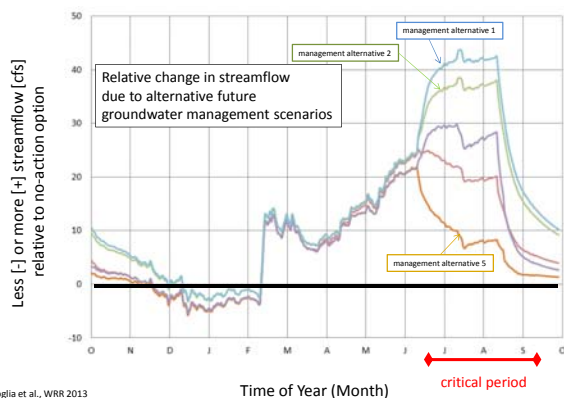 Less [-] or more [+] streamflow [cfs]
relative to no-action option
50
40
30
20
10
0
-10
management alternative 1
management alternative 2
Relative change in streamflow
due to alternative future
groundwater management scenarios
management alternative 5
O N D J F M A M J J A S O
critical period
Time of Year (Month)
oglia et al., WRR 2013